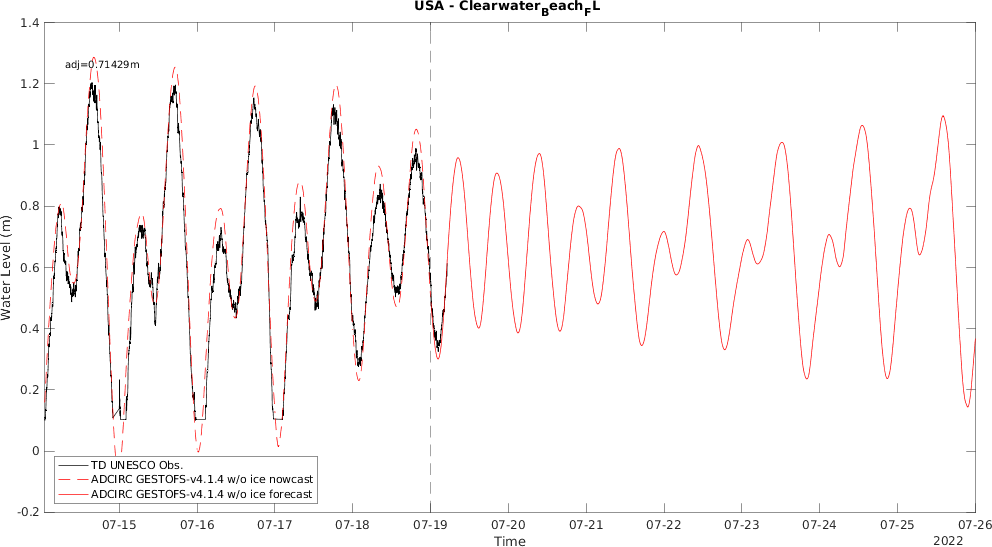 USA - Clearwater_Beach_FL
adj=0.71429m
1.4
1.2
1
0.8
0.6
0.4
0.2
0
-0.2
Water Level (m)
TD UNESCO Obs.
ADCIRC GESTOFS-v4.1.4 w/o ice nowcast
ADCIRC GESTOFS-v4.1.4 w/o ice forecast
07-15 07-16 07-17 07-18 07-19 07-20 07-21 07-22 07-23 07-24 07-25 07-26
Time
2022